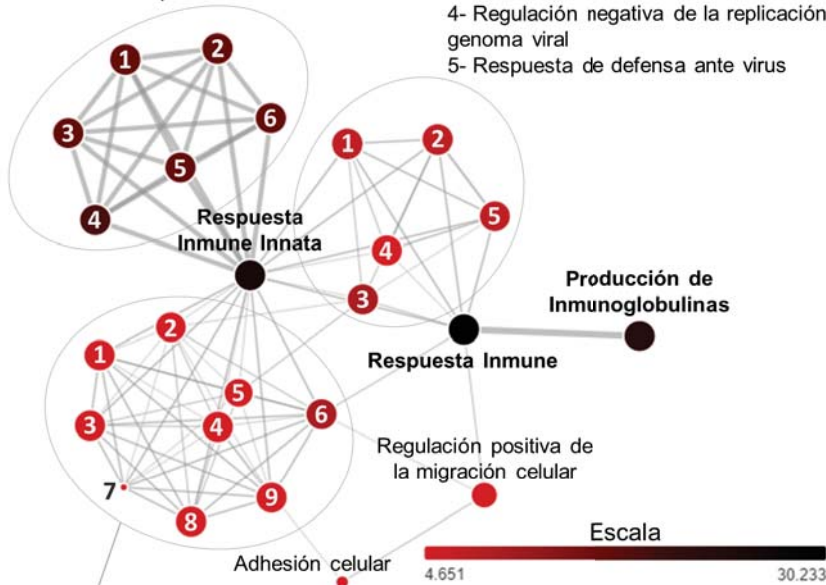 4- Regulación negativa de la replicación
genoma viral
5- Respuesta de defensa ante virus
1
2
3
6
5
4
1
2
5
4
3
Respuesta
Inmune Innata
Producción de
Inmunoglobulinas
Respuesta Inmune
2
1
5
3
4
6
7
8
9
Regulación positiva de
la migración celular
Adhesión celular
Escala
4.651
30.233